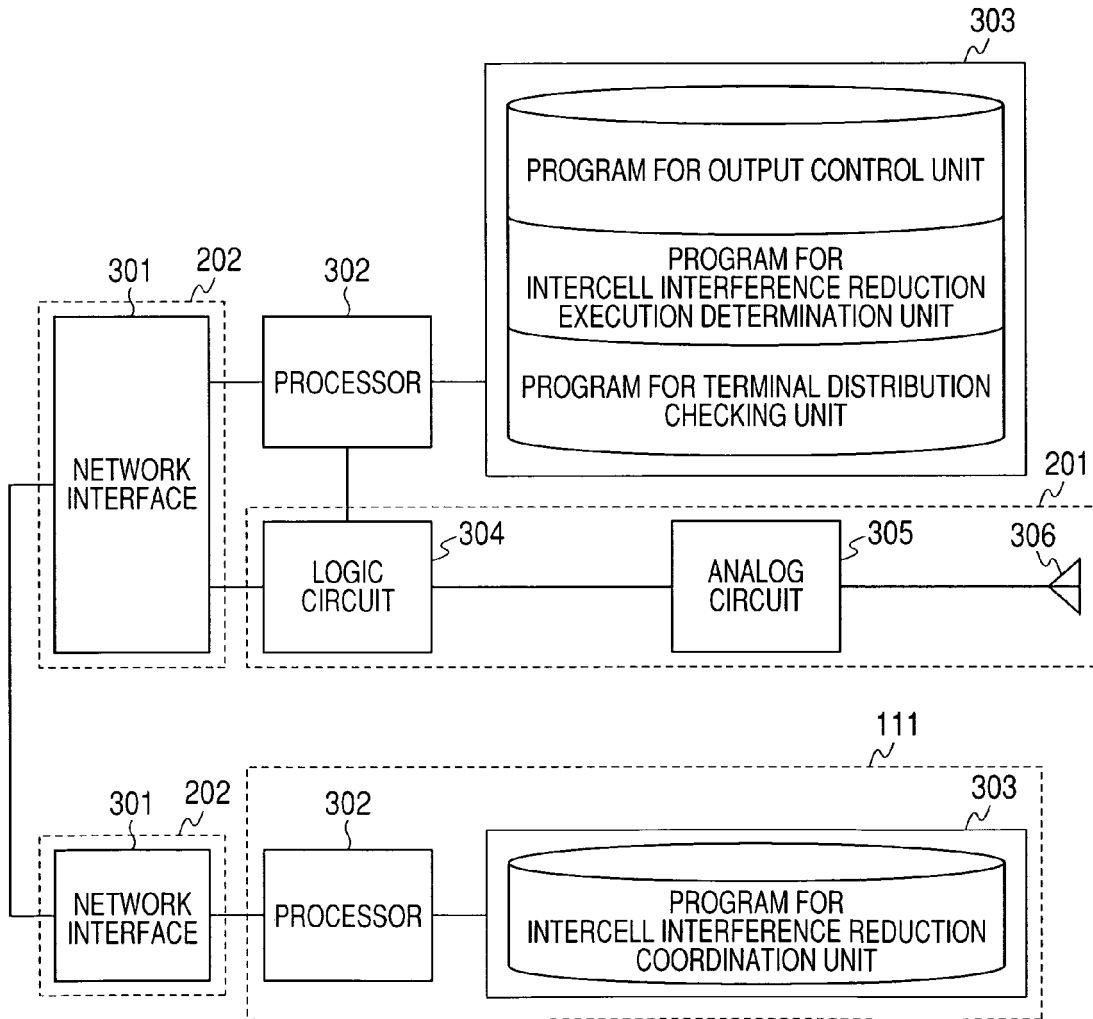 303
PROGRAM FOR OUTPUT CONTROL UNIT
PROGRAM FOR
INTERCELL INTERFERENCE REDUCTION
EXECUTION DETERMINATION UNIT
PROGRAM FOR TERMINAL DISTRIBUTION
CHECKING UNIT
301
202
302
NETWORK
INTERFACE
PROCESSOR
201
LOGIC
CIRCUIT
304
ANALOG
CIRCUIT
305
306
111
301
202
302
303
NETWORK
INTERFACE
PROCESSOR
PROGRAM FOR
INTERCELL INTERFERENCE REDUCTION
COORDINATION UNIT